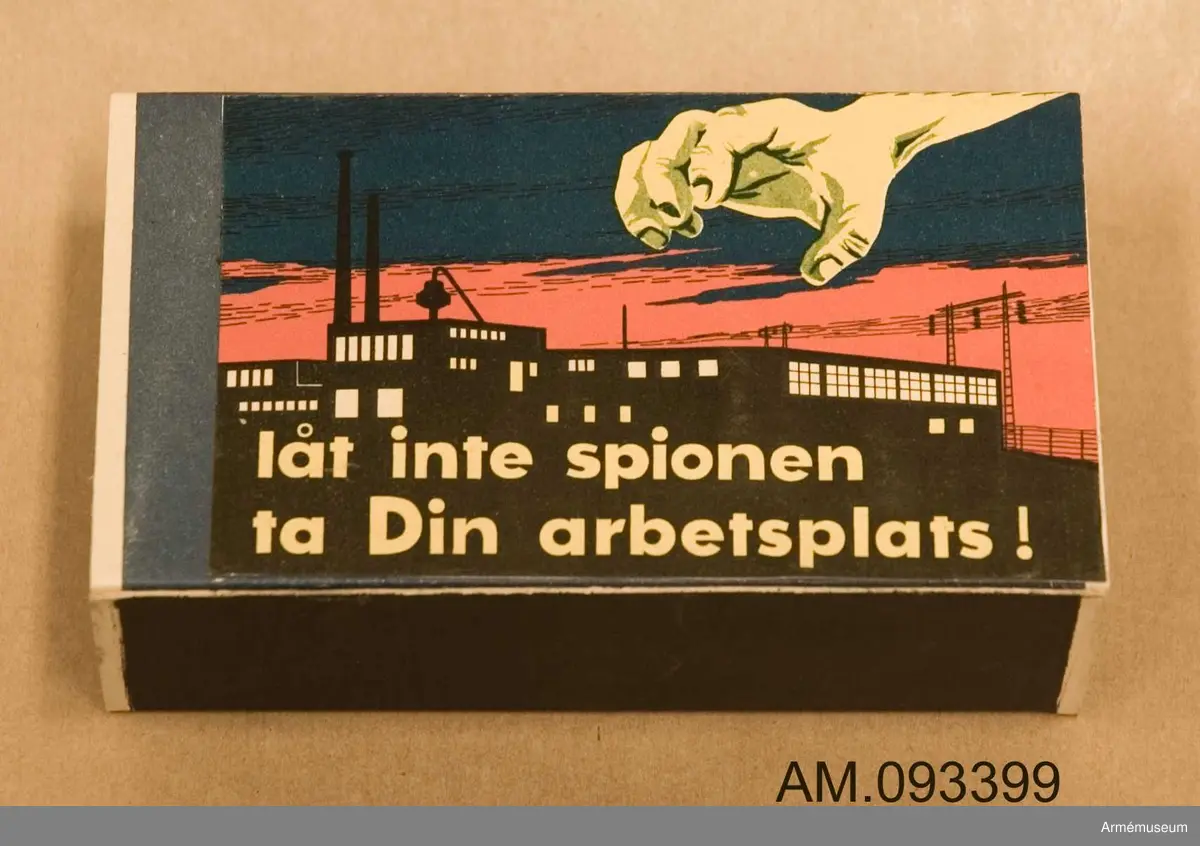 låt inte spionen
ta Din arbetsplats!
AM.093399
Armémuseum